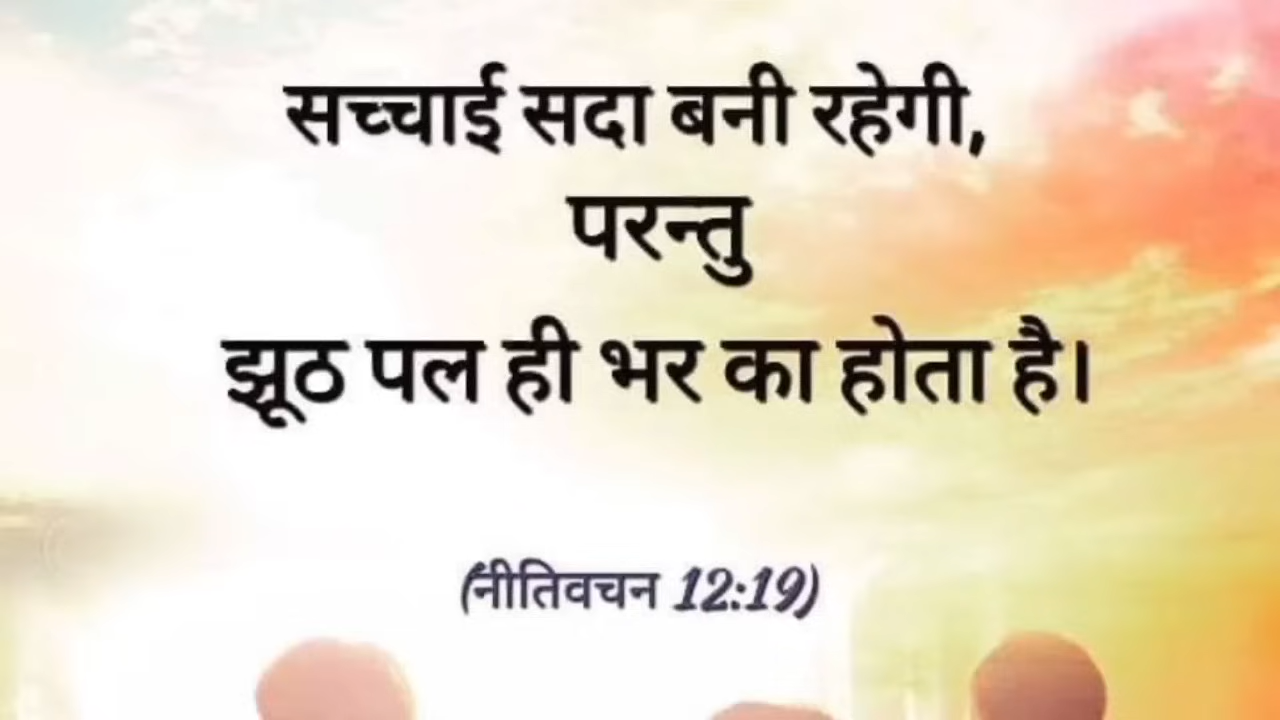 सच्चाई सदा बनी रहेगी,
परन्तु
झूठ पल ही भर का होता है।
(नीतिवचन 12:19)